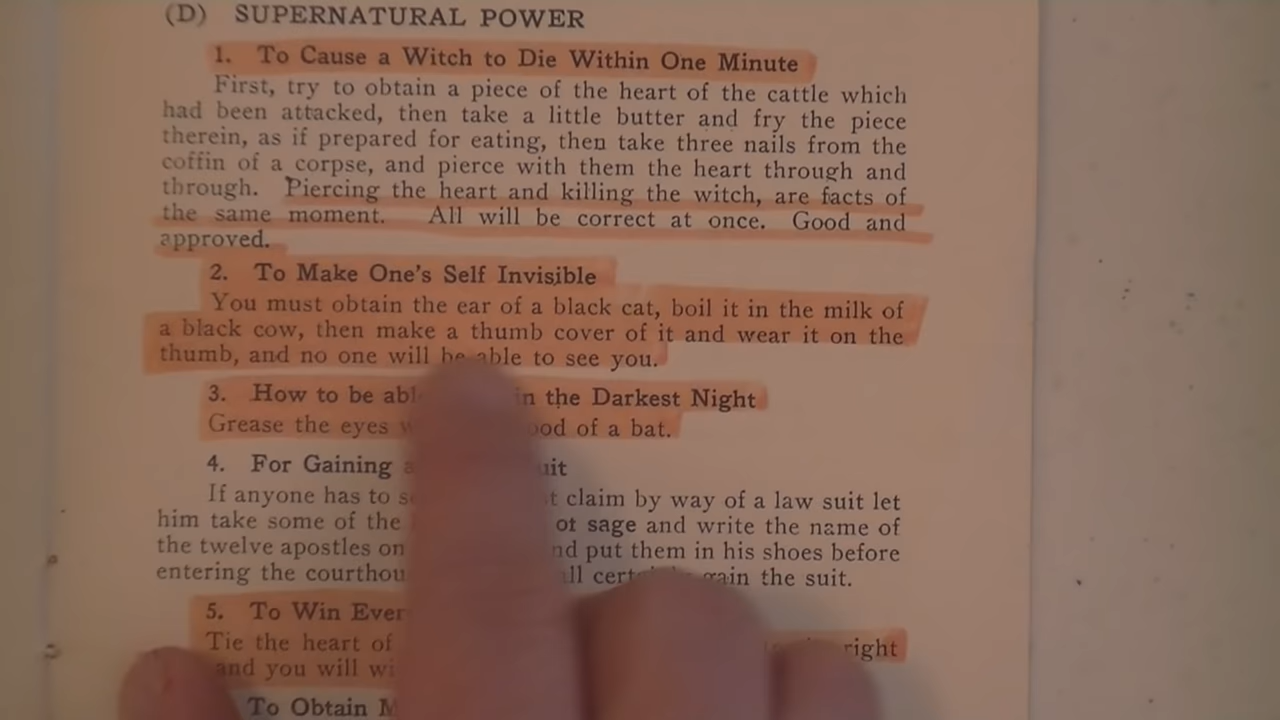 (D) SUPERNATURAL POWER
1. To Cause a Witch to Die Within One Minute
First, try to obtain a piece of the heart of the cattle which
had been attacked, then take a little butter and fry the piece
therein, as if prepared for eating, then take three nails from the
coffin of a corpse, and pierce with them the heart through and
through. Piercing the heart and killing the witch, are facts of
the same moment. All will be correct at once. Good and
approved.
2. To Make One's Self Invisible
You must obtain the ear of a black cat, boil it in the milk of
a black cow, then make a thumb cover of it and wear it on the
thumb, and no one will be able to see you.
3. How to be in the Darkest Night
Grease the eyes of a bat.
4. For Gaining
If anyone has to claim by way of a law suit let
him take some of the sage and write the name of
the twelve apostles on put them in his shoes before
entering the gain the suit.
5. To Win
Tie the heart of right
and you will
To Obtain